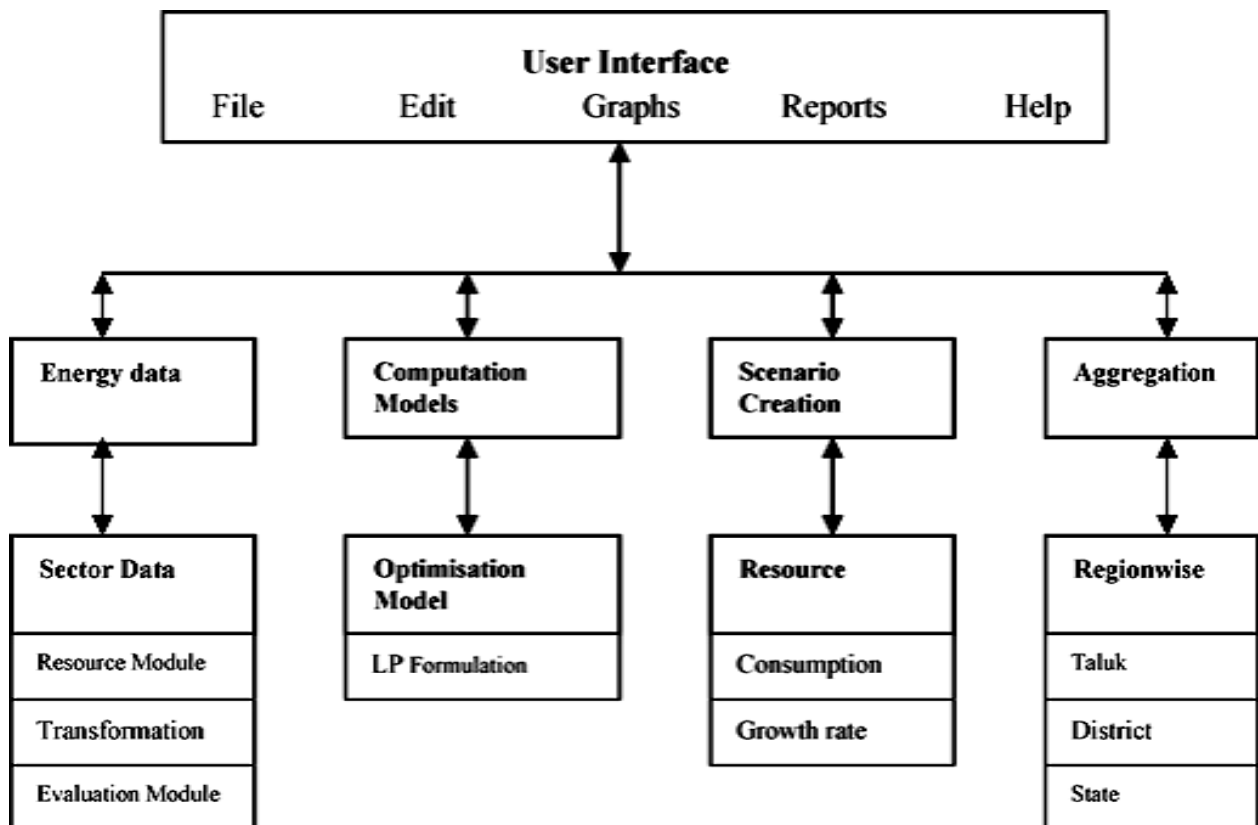 User Interface
File Edit Graphs Reports Help
Energy data
Computation
Models
Scenario
Creation
Aggregation
Sector Data
Resource Module
Transformation
Evaluation Module
Optimisation
Model
LP Formulation
Resource
Consumption
Growth rate
Regionwise
Taluk
District
State